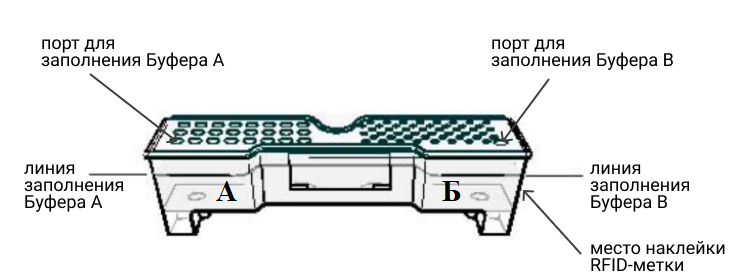 порт для
заполнения Буфера А
порт для
заполнения Буфера В
линия
заполнения
Буфера А
А
Б
линия
заполнения
Буфера В
место наклейки
RFID-метки